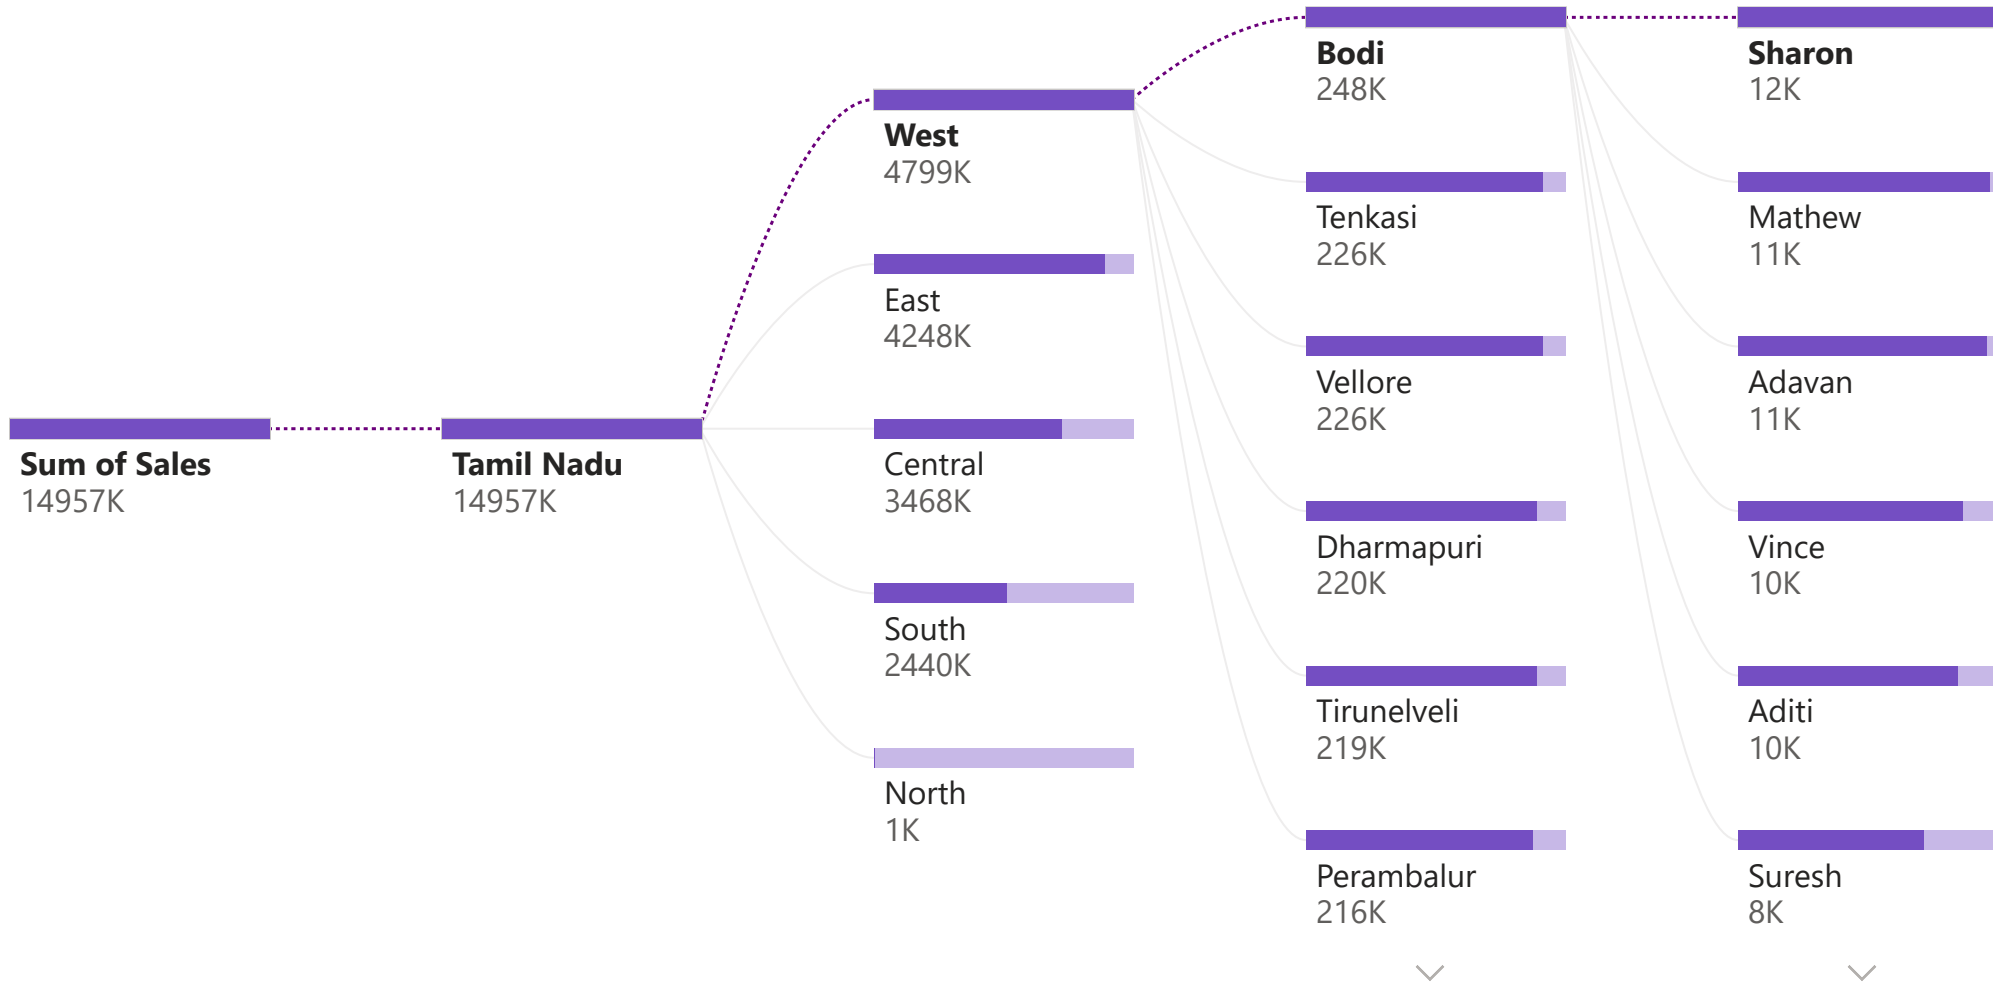 Sum of Sales
14957K
Tamil Nadu
14957K
West
4799K
East
4248K
Central
3468K
South
2440K
North
1K
Bodi
248K
Tenkasi
226K
Vellore
226K
Dharmapuri
220K
Tirunelveli
219K
Perambalur
216K
Sharon
12K
Mathew
11K
Adavan
11K
Vince
10K
Aditi
10K
Suresh
8K